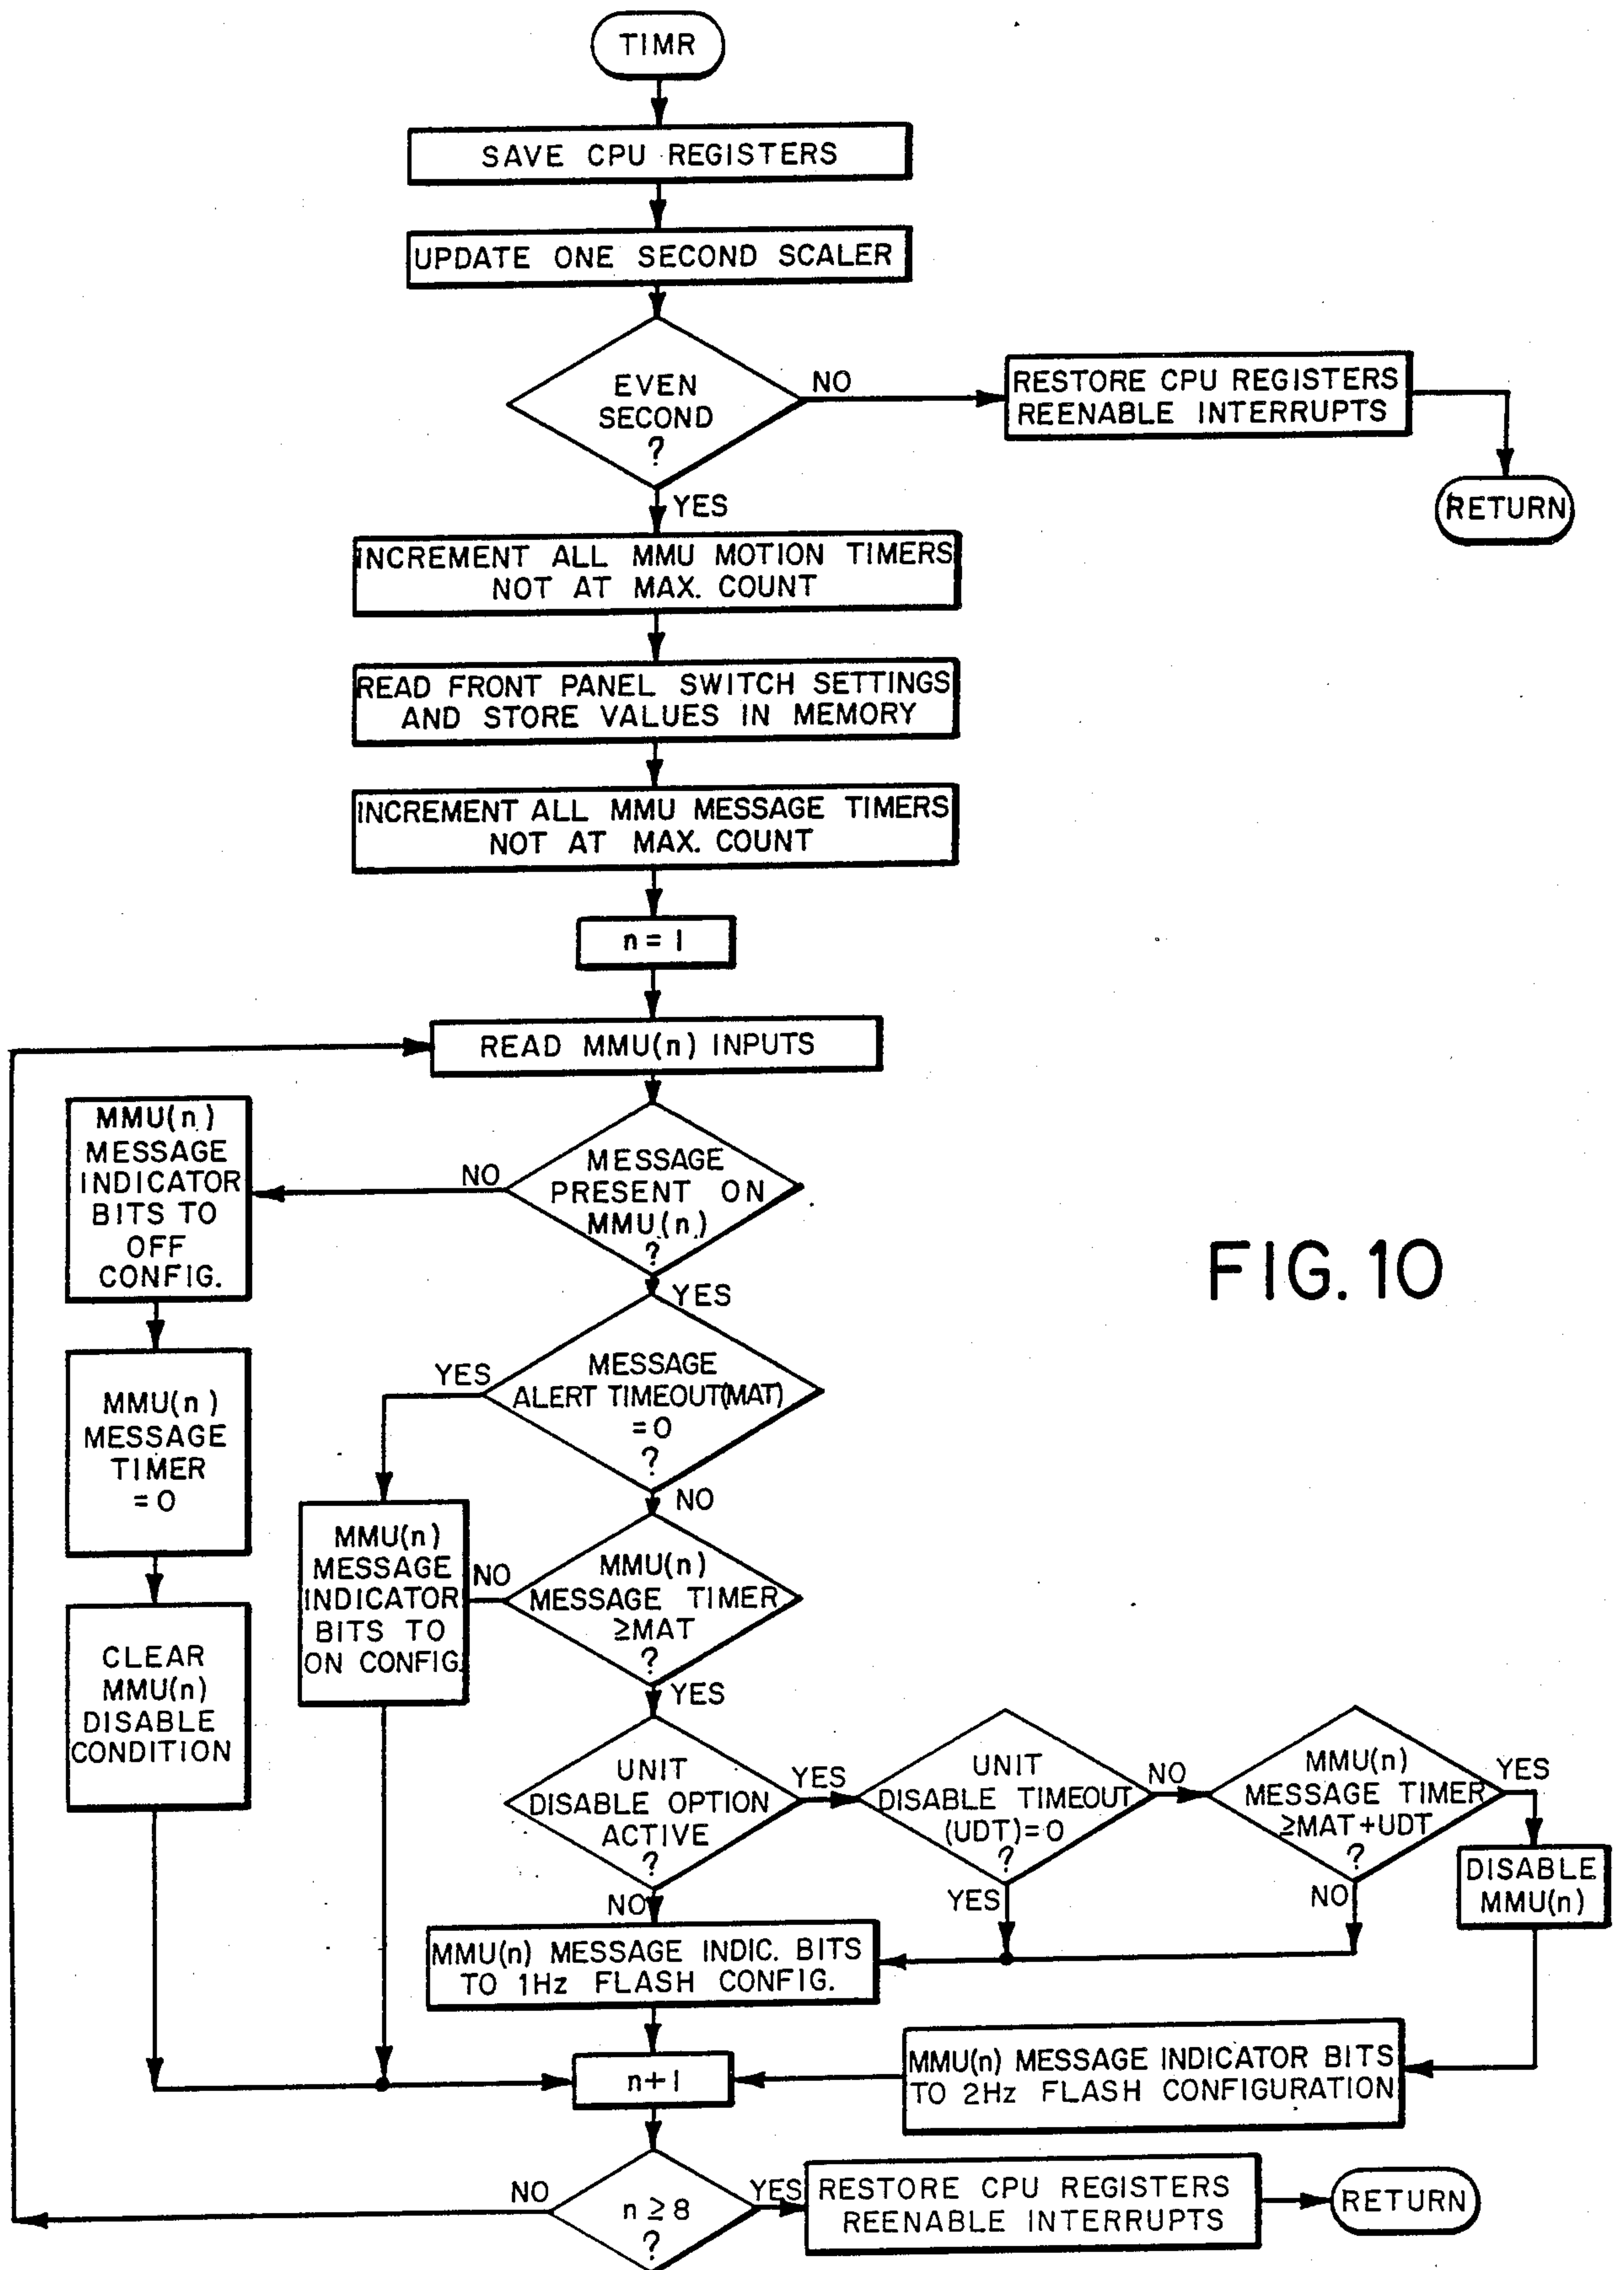 TIMR
SAVE CPU REGISTERS
UPDATE ONE SECOND SCALER
EVEN
SECOND
?
NO
RESTORE CPU REGISTERS
REENABLE INTERRUPTS
RETURN
YES
INCREMENT ALL MMU MOTION TIMERS
NOT AT MAX. COUNT
READ FRONT PANEL SWITCH SETTINGS
AND STORE VALUES IN MEMORY
INCREMENT ALL MMU MESSAGE TIMERS
NOT AT MAX. COUNT
n = 1
READ MMU(n) INPUTS
MESSAGE
PRESENT ON
MMU(n)
?
NO
MMU(n)
MESSAGE
INDICATOR
BITS TO
OFF
CONFIG.
MMU(n)
MESSAGE
TIMER
=0
CLEAR
MMU(n)
DISABLE
CONDITION
FIG. 10
YES
MESSAGE
ALERT TIMEOUT(MAT)
=0
?
YES
NO
MMU(n)
MESSAGE
INDICATOR
BITS TO
ON CONFIG.
NO
MMU(n)
MESSAGE TIMER
≥MAT
?
YES
UNIT
DISABLE OPTION
ACTIVE
?
YES
UNIT
DISABLE TIMEOUT
(UDT)=0
?
NO
MMU(n)
MESSAGE TIMER
≥MAT+UDT
?
YES
DISABLE
MMU(n)
NO
YES
NO
MMU(n) MESSAGE INDIC. BITS
TO 1Hz FLASH CONFIG.
MMU(n) MESSAGE INDICATOR BITS
TO 2Hz FLASH CONFIGURATION
n+1
NO
n≥8
?
YES
RESTORE CPU REGISTERS
REENABLE INTERRUPTS
RETURN